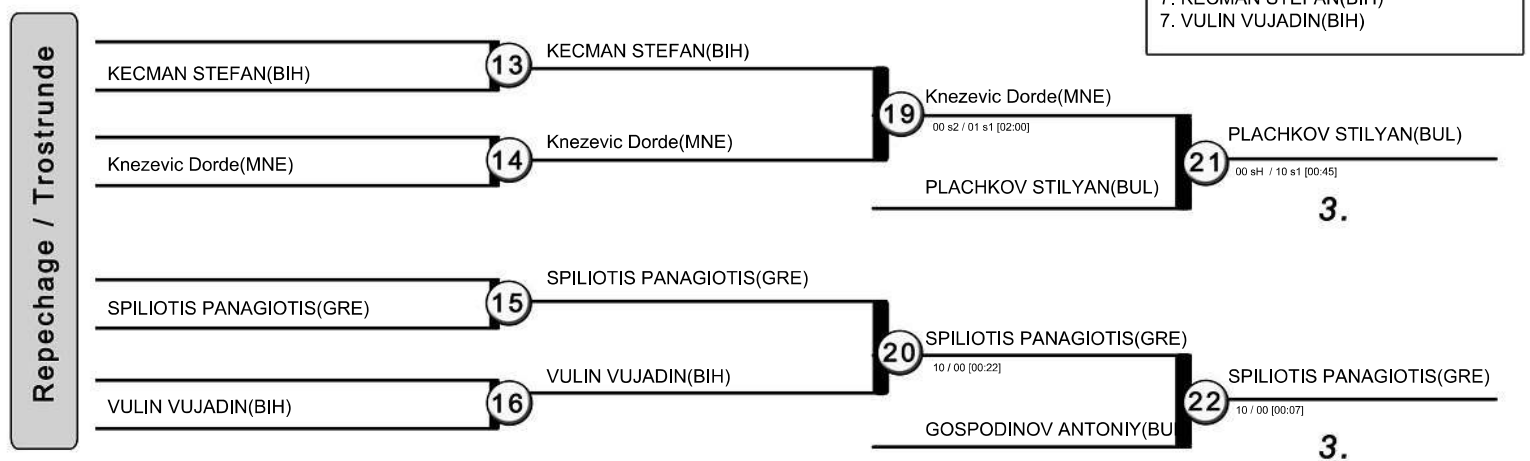 7. KECMAN STEFAN(BIH)
7. VULIN VUJADIN(BIH)
Repechage / Trostrunde
KECMAN STEFAN(BIH)
13
KECMAN STEFAN(BIH)
Knezevic Dorde(MNE)
14
Knezevic Dorde(MNE)
19
Knezevic Dorde(MNE)
00 s2 / 01 s1 [02:00]
PLACHKOV STILYAN(BUL)
21
PLACHKOV STILYAN(BUL)
00 sH / 10 s1 [00:45]
3.
SPILIOTIS PANAGIOTIS(GRE)
15
SPILIOTIS PANAGIOTIS(GRE)
VULIN VUJADIN(BIH)
16
VULIN VUJADIN(BIH)
20
SPILIOTIS PANAGIOTIS(GRE)
10 / 00 [00:22]
GOSPODINOV ANTONIY(BU
22
SPILIOTIS PANAGIOTIS(GRE)
10 / 00 [00:07]
3.